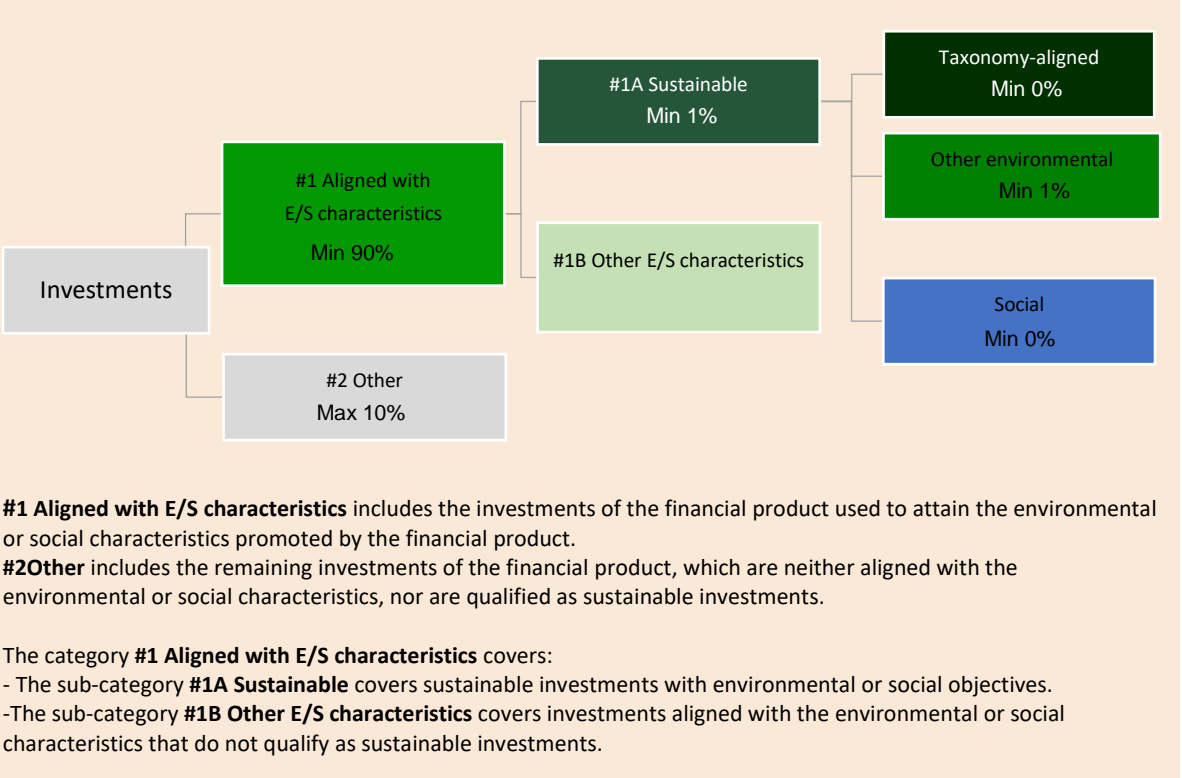 Investments
#1 Aligned with
E/S characteristics
Min 90%
#2 Other
Max 10%
#1A Sustainable
Min 1%
#1B Other E/S characteristics
Taxonomy-aligned
Min 0%
Other environmental
Min 1%
Social
Min 0%
#1 Aligned with E/S characteristics includes the investments of the financial product used to attain the environmental
or social characteristics promoted by the financial product.
#2Other includes the remaining investments of the financial product, which are neither aligned with the
environmental or social characteristics, nor are qualified as sustainable investments.
The category #1 Aligned with E/S characteristics covers:
- The sub-category #1A Sustainable covers sustainable investments with environmental or social objectives.
-The sub-category #1B Other E/S characteristics covers investments aligned with the environmental or social
characteristics that do not qualify as sustainable investments.